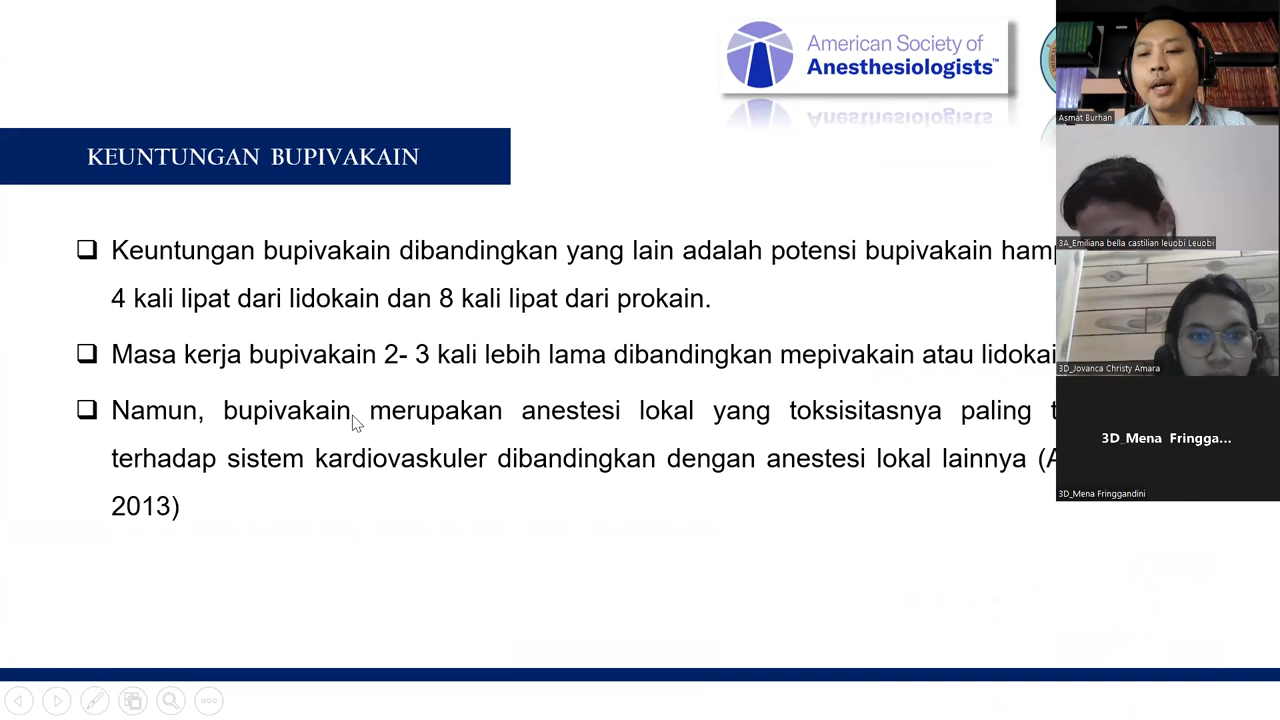 American Society of
Anesthesiologists™
KEUNTUNGAN BUPIVAKAIN
Keuntungan bupivakain dibandingkan yang lain adalah potensi bupivakain
4 kali lipat dari lidokain dan 8 kali lipat dari prokain.
Masa kerja bupivakain 2- 3 kali lebih lama dibandingkan mepivakain atau
Namun, bupivakain merupakan anestesi lokal yang toksisitasnya paling
terhadap sistem kardiovaskuler dibandingkan dengan anestesi lokal lainnya
2013)
Asmat Burhan
3A_Emiliana bella castilian leuobi Leuobi
3D_Jovanca Christy Amara
3D_Mena Fringga...
3D_Mena Fringgandini